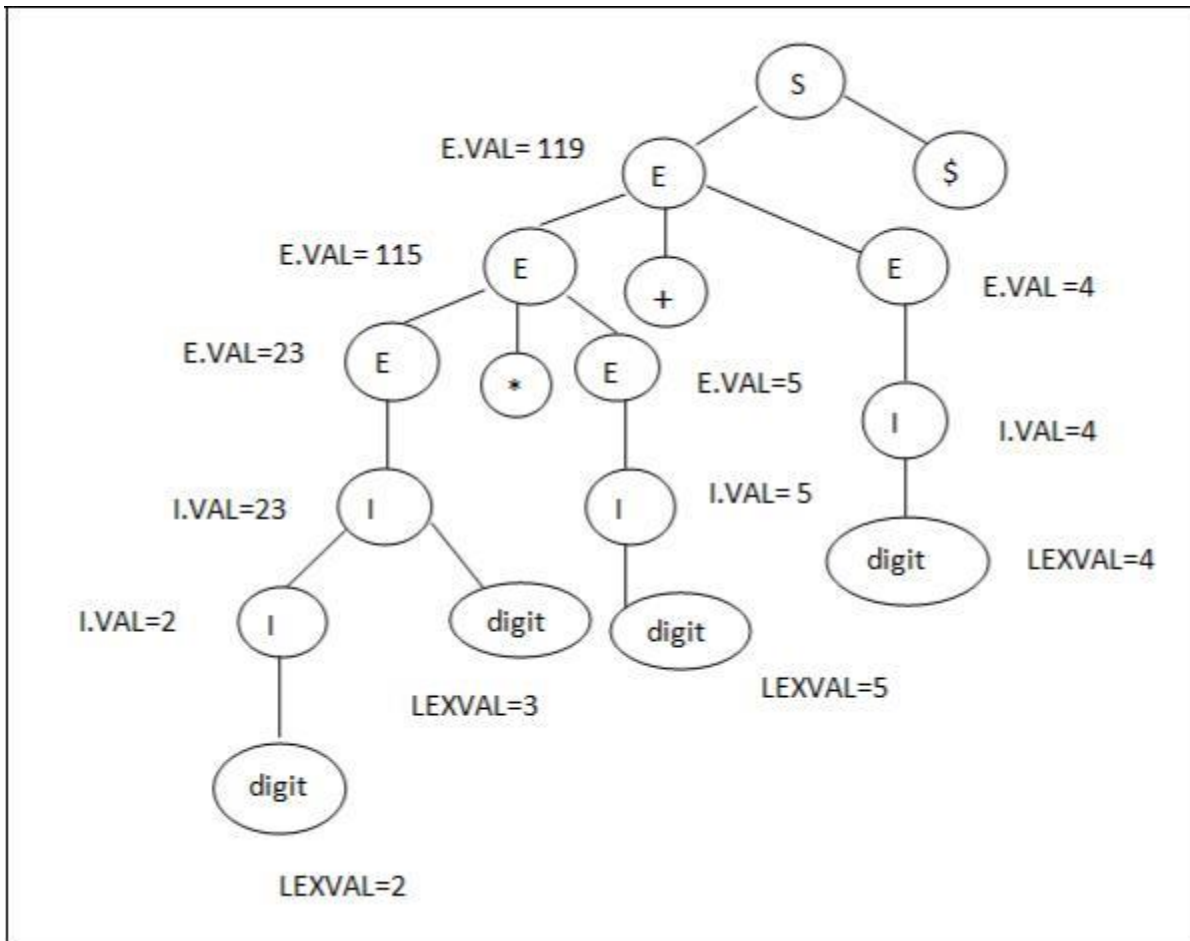 S
E.VAL= 119
E
$
E.VAL= 115
E
+
E
E.VAL =4
E.VAL=23
E
*
E
E.VAL=5
I
I.VAL=4
I.VAL=23
I
I
I.VAL= 5
digit
LEXVAL=4
I.VAL=2
I
digit
digit
LEXVAL=3
LEXVAL=5
digit
LEXVAL=2